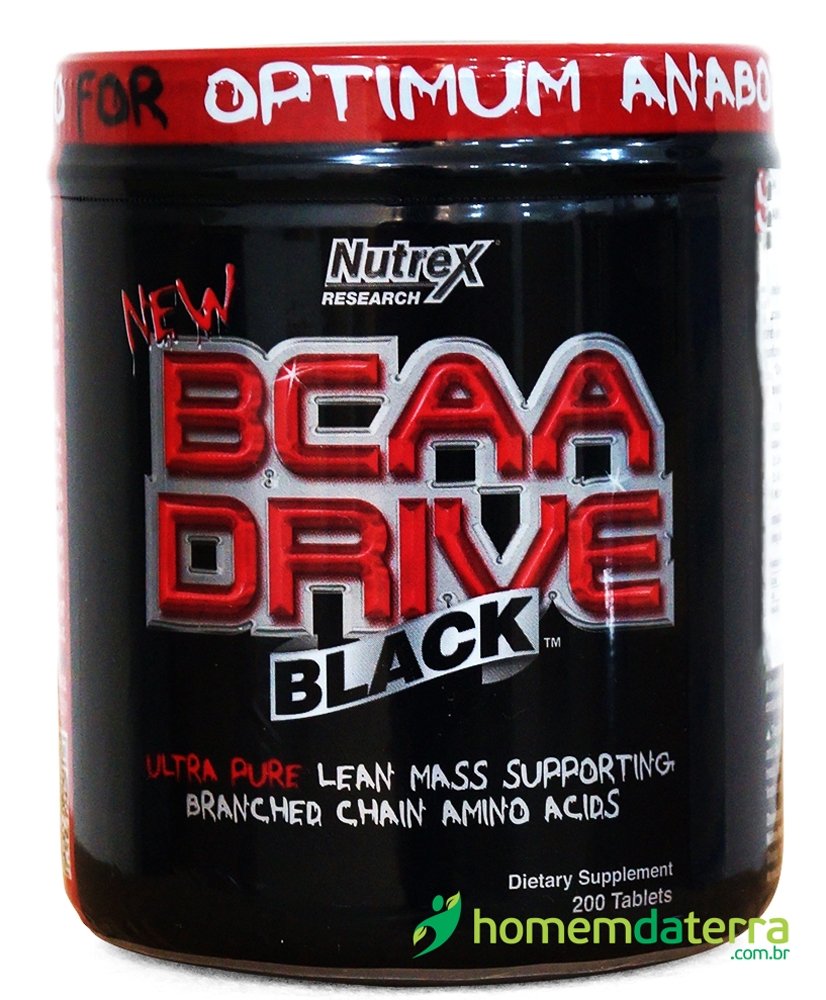 FOR OPTIMUM ANABO
Nutrex
RESEARCH
NEW
BCAA
DRIVE
BLACK™
ULTRA PURE LEAN MASS SUPPORTING
BRANCHED CHAIN AMINO ACIDS
Dietary Supplement
200 Tablets
homemdaterra
.com.br